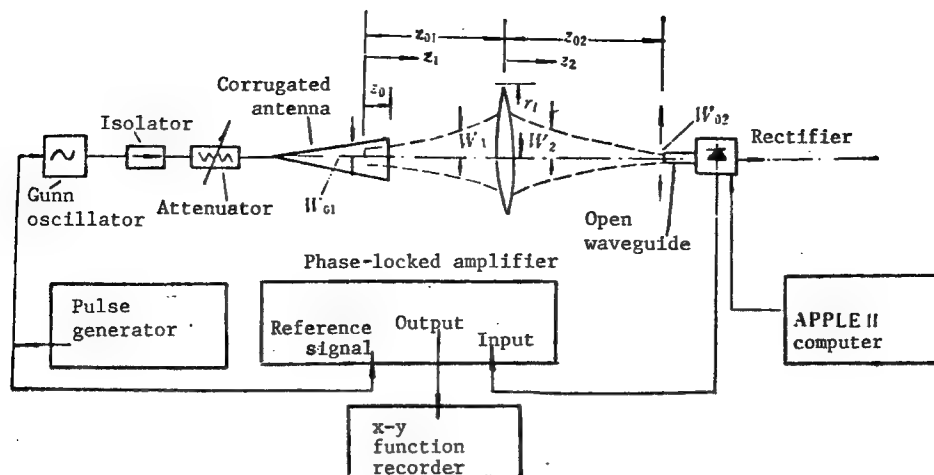 z01
z02
z1
z2
z0
Corrugated
antenna
r1
W02
Isolator
Rectifier
W1
W2
Gunn
oscillator
Attenuator
W01
Open
waveguide
Phase-locked amplifier
Pulse
generator
Reference
signal
Output
Input
APPLE II
computer
x-y
function
recorder